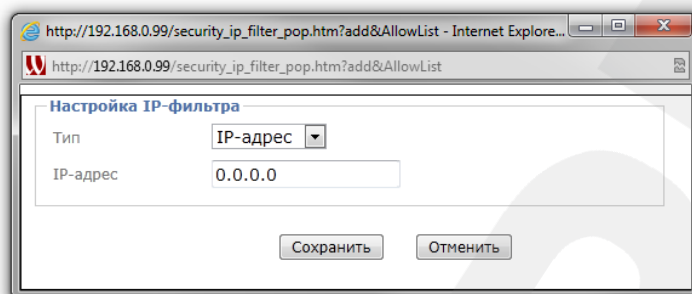 http://192.168.0.99/security_ip_filter_pop.htm?add&AllowList - Internet Explore...
http://192.168.0.99/security_ip_filter_pop.htm?add&AllowList
Настройка IP-фильтра
Тип IP-адрес
IP-адрес 0.0.0.0
Сохранить Отменить